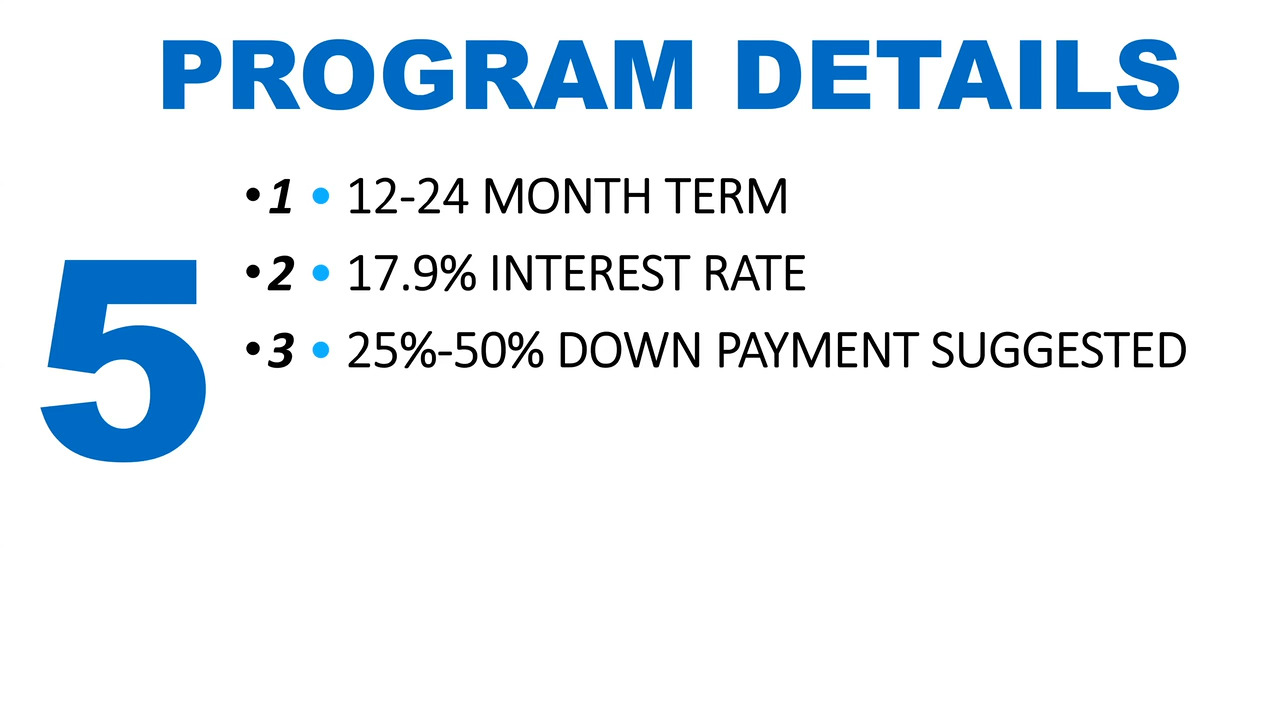 PROGRAM DETAILS
5
•1 • 12-24 MONTH TERM
•2 • 17.9% INTEREST RATE
•3 • 25%-50% DOWN PAYMENT SUGGESTED